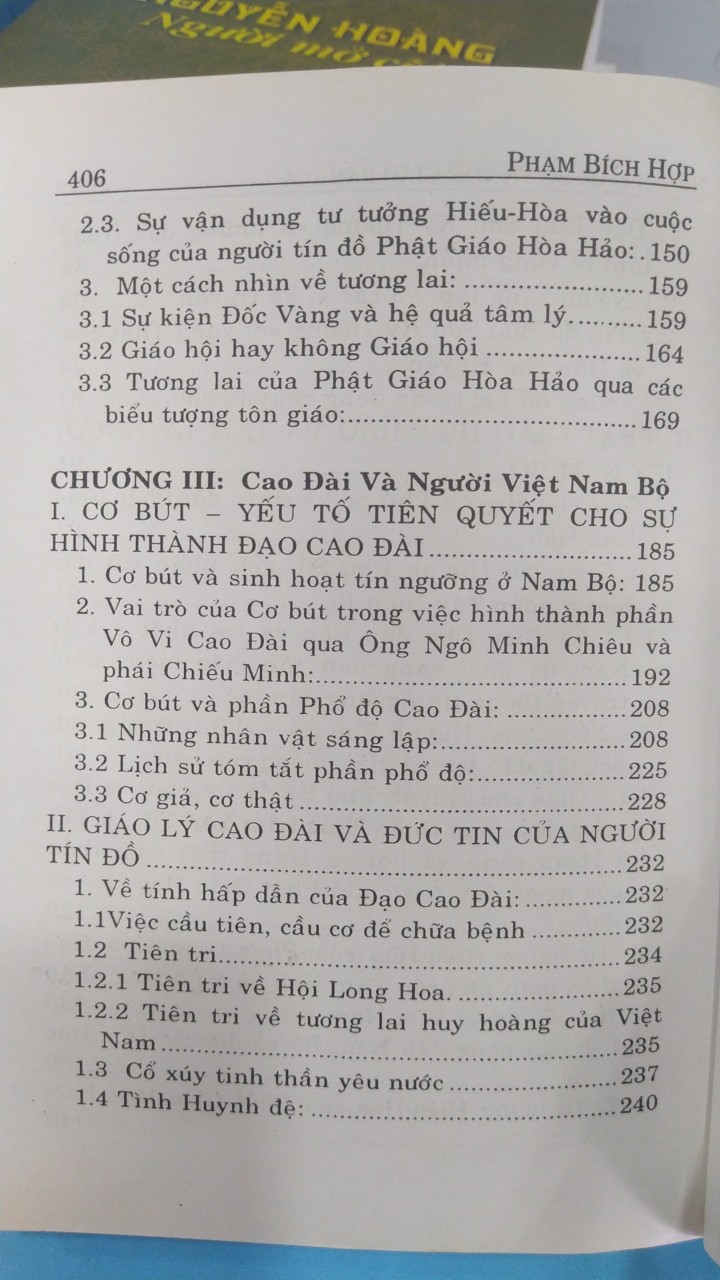 NGUYỄN HOÀNG
Người mở cõi
406
PHẠM BÍCH HỢP
2.3. Sự vận dụng tư tưởng Hiếu-Hòa vào cuộc
sống của người tín đồ Phật Giáo Hòa Hảo:.150
3. Một cách nhìn về tương lai: ........................159
3.1 Sự kiện Đốc Vàng và hệ quả tâm lý..........159
3.2 Giáo hội hay không Giáo hội ...................164
3.3 Tương lai của Phật Giáo Hòa Hảo qua các
biểu tượng tôn giáo:.......................................169
CHƯƠNG III: Cao Đài Và Người Việt Nam Bộ
I. CƠ BÚT – YẾU TỐ TIÊN QUYẾT CHO SỰ
HÌNH THÀNH ĐẠO CAO ĐÀI..........................185
1. Cơ bút và sinh hoạt tín ngưỡng ở Nam Bộ: 185
2. Vai trò của Cơ bút trong việc hình thành phần
Vô Vi Cao Đài qua Ông Ngô Minh Chiêu và
phái Chiếu Minh:.........................................192
3. Cơ bút và phần Phổ độ Cao Đài: ................208
3.1 Những nhân vật sáng lập:.........................208
3.2 Lịch sử tóm tắt phần phổ độ:.....................225
3.3 Cơ giả, cơ thật ...........................................228
II. GIÁO LÝ CAO ĐÀI VÀ ĐỨC TIN CỦA NGƯỜI
TÍN ĐỒ ..............................................................232
1. Về tính hấp dẫn của Đạo Cao Đài: ..............232
1.1Việc cầu tiên, cầu cơ để chữa bệnh ............232
1.2 Tiên tri.......................................................234
1.2.1 Tiên tri về Hội Long Hoa. .....................235
1.2.2 Tiên tri về tương lai huy hoàng của Việt
Nam ............................................................235
1.3 Cổ xúy tinh thần yêu nước .......................237
1.4 Tình Huynh đệ: .........................................240